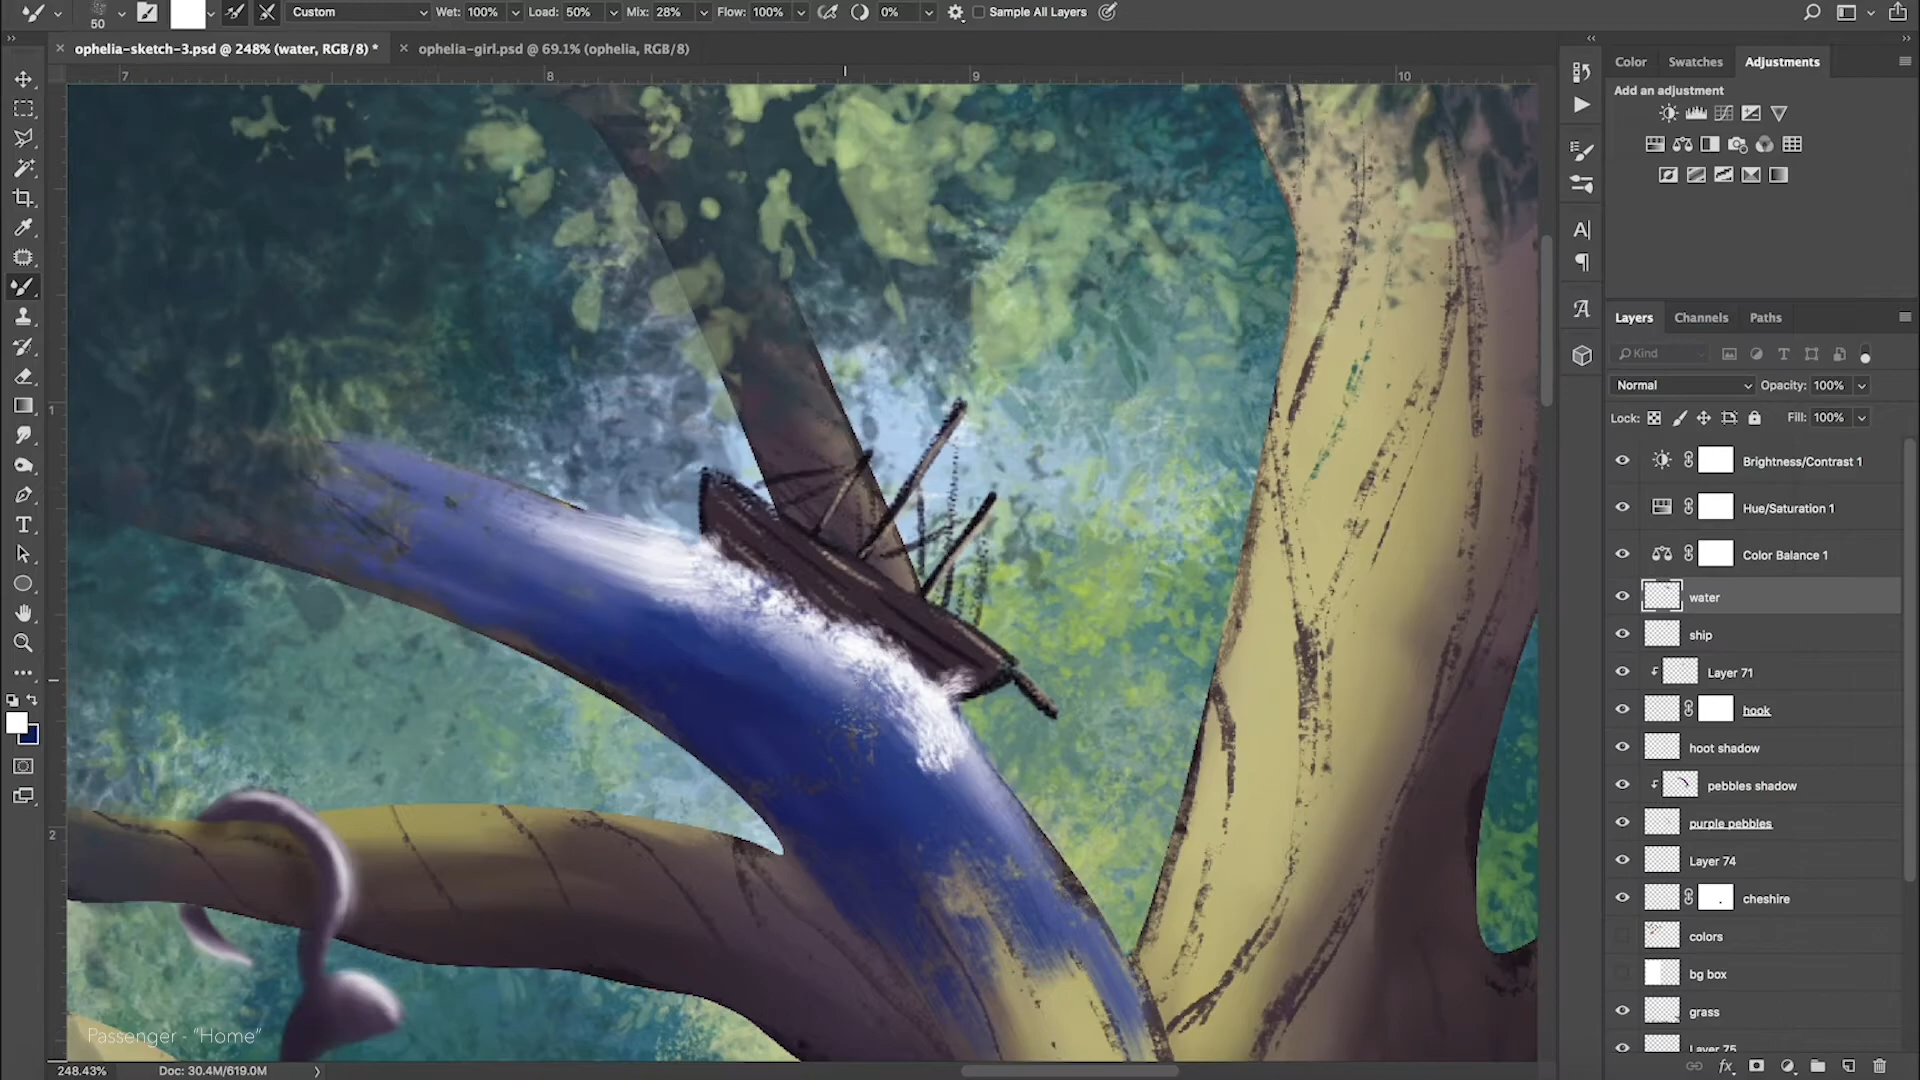 50
Custom
Wet: 100%
Load: 50%
Mix: 28%
Flow: 100%
0%
Sample All Layers
ophelia-sketch-3.psd @ 248% (water, RGB/8) *
ophelia-girl.psd @ 69.1% (ophelia, RGB/8)
7
8
9
10
1
2
Color
Swatches
Adjustments
Add an adjustment
Layers
Channels
Paths
Kind
Normal
Opacity: 100%
Lock:
Fill: 100%
Brightness/Contrast 1
Hue/Saturation 1
Color Balance 1
water
ship
Layer 71
hook
hoot shadow
pebbles shadow
purple pebbles
Layer 74
cheshire
colors
bg box
grass
Layer 75
Passenger - "Home"
248.43%
Doc: 30.4M/619.0M